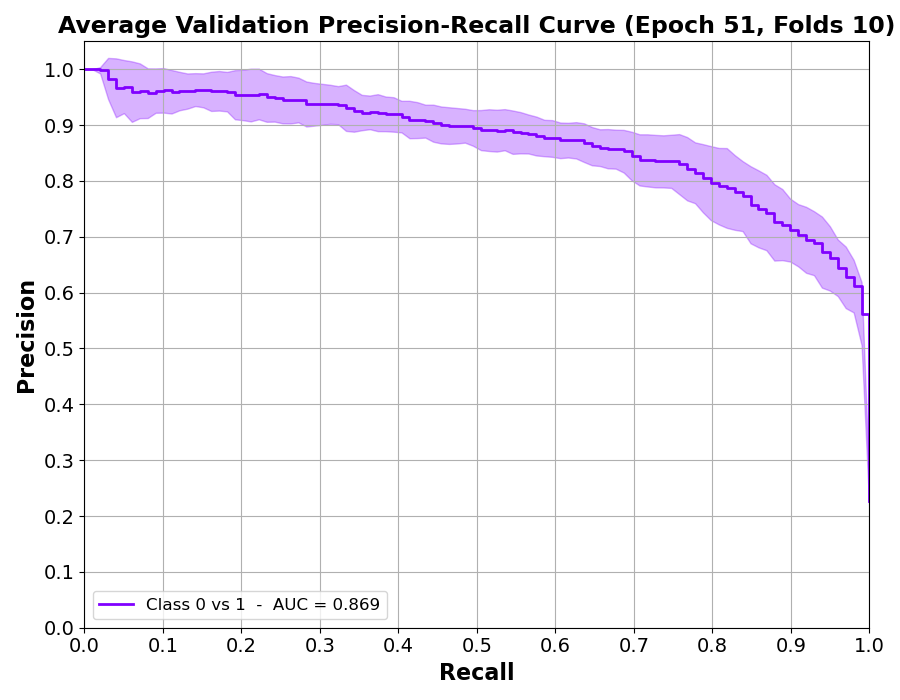 Average Validation Precision-Recall Curve (Epoch 51, Folds 10)
1.0
0.9
0.8
0.7
0.6
0.5
0.4
0.3
0.2
0.1
0.0
Precision
Class 0 vs 1 - AUC = 0.869
0.0 0.1 0.2 0.3 0.4 0.5 0.6 0.7 0.8 0.9 1.0
Recall